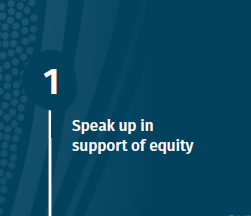 1
Speak up in
support of equity